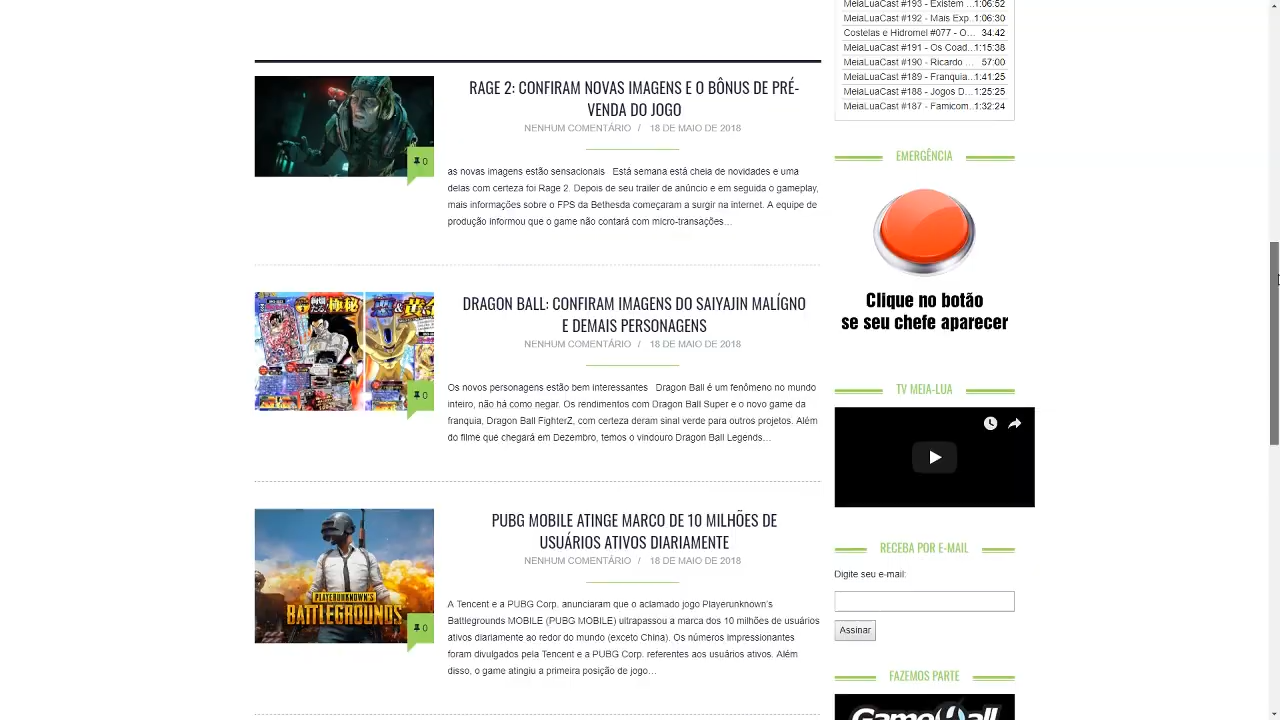 RAGE 2: CONFIRAM NOVAS IMAGENS E O BÔNUS DE PRÉ-
VENDA DO JOGO
NENHUM COMENTÁRIO / 18 DE MAIO DE 2018
0
as novas imagens estão sensacionais Está semana está cheia de novidades e uma
delas com certeza foi Rage 2. Depois de seu trailer de anúncio e em seguida o gameplay,
mais informações sobre o FPS da Bethesda começaram a surgir na internet. A equipe de
produção informou que o game não contará com micro-transações…
DRAGON BALL: CONFIRAM IMAGENS DO SAIYAJIN MALÍGNO
E DEMAIS PERSONAGENS
NENHUM COMENTÁRIO / 18 DE MAIO DE 2018
0
Os novos personagens estão bem interessantes Dragon Ball é um fenômeno no mundo
inteiro, não há como negar. Os rendimentos com Dragon Ball Super e o novo game da
franquia, Dragon Ball FighterZ, com certeza deram sinal verde para outros projetos. Além
do filme que chegará em Dezembro, temos o vindouro Dragon Ball Legends…
PUBG MOBILE ATINGE MARCO DE 10 MILHÕES DE
USUÁRIOS ATIVOS DIARIAMENTE
NENHUM COMENTÁRIO / 18 DE MAIO DE 2018
PLAYERUNKNOWN'S
BATTLEGROUNDS
0
A Tencent e a PUBG Corp. anunciaram que o aclamado jogo Playerunknown's
Battlegrounds MOBILE (PUBG MOBILE) ultrapassou a marca dos 10 milhões de usuários
ativos diariamente ao redor do mundo (exceto China). Os números impressionantes
foram divulgados pela Tencent e a PUBG Corp. referentes aos usuários ativos. Além
disso, o game atingiu a primeira posição de jogo…
MeiaLuaCast #193 - Existem ...1:06:52
MeiaLuaCast #192 - Mais Exp...1:06:30
Costelas e Hidromel #077 - O... 34:42
MeiaLuaCast #191 - Os Coad...1:15:38
MeiaLuaCast #190 - Ricardo ... 57:00
MeiaLuaCast #189 - Franquia...1:41:25
MeiaLuaCast #188 - Jogos D...1:25:25
MeiaLuaCast #187 - Famicom...1:32:24
EMERGÊNCIA
Clique no botão
se seu chefe aparecer
TV MEIA-LUA
RECEBA POR E-MAIL
Digite seu e-mail:
Assinar
FAZEMOS PARTE